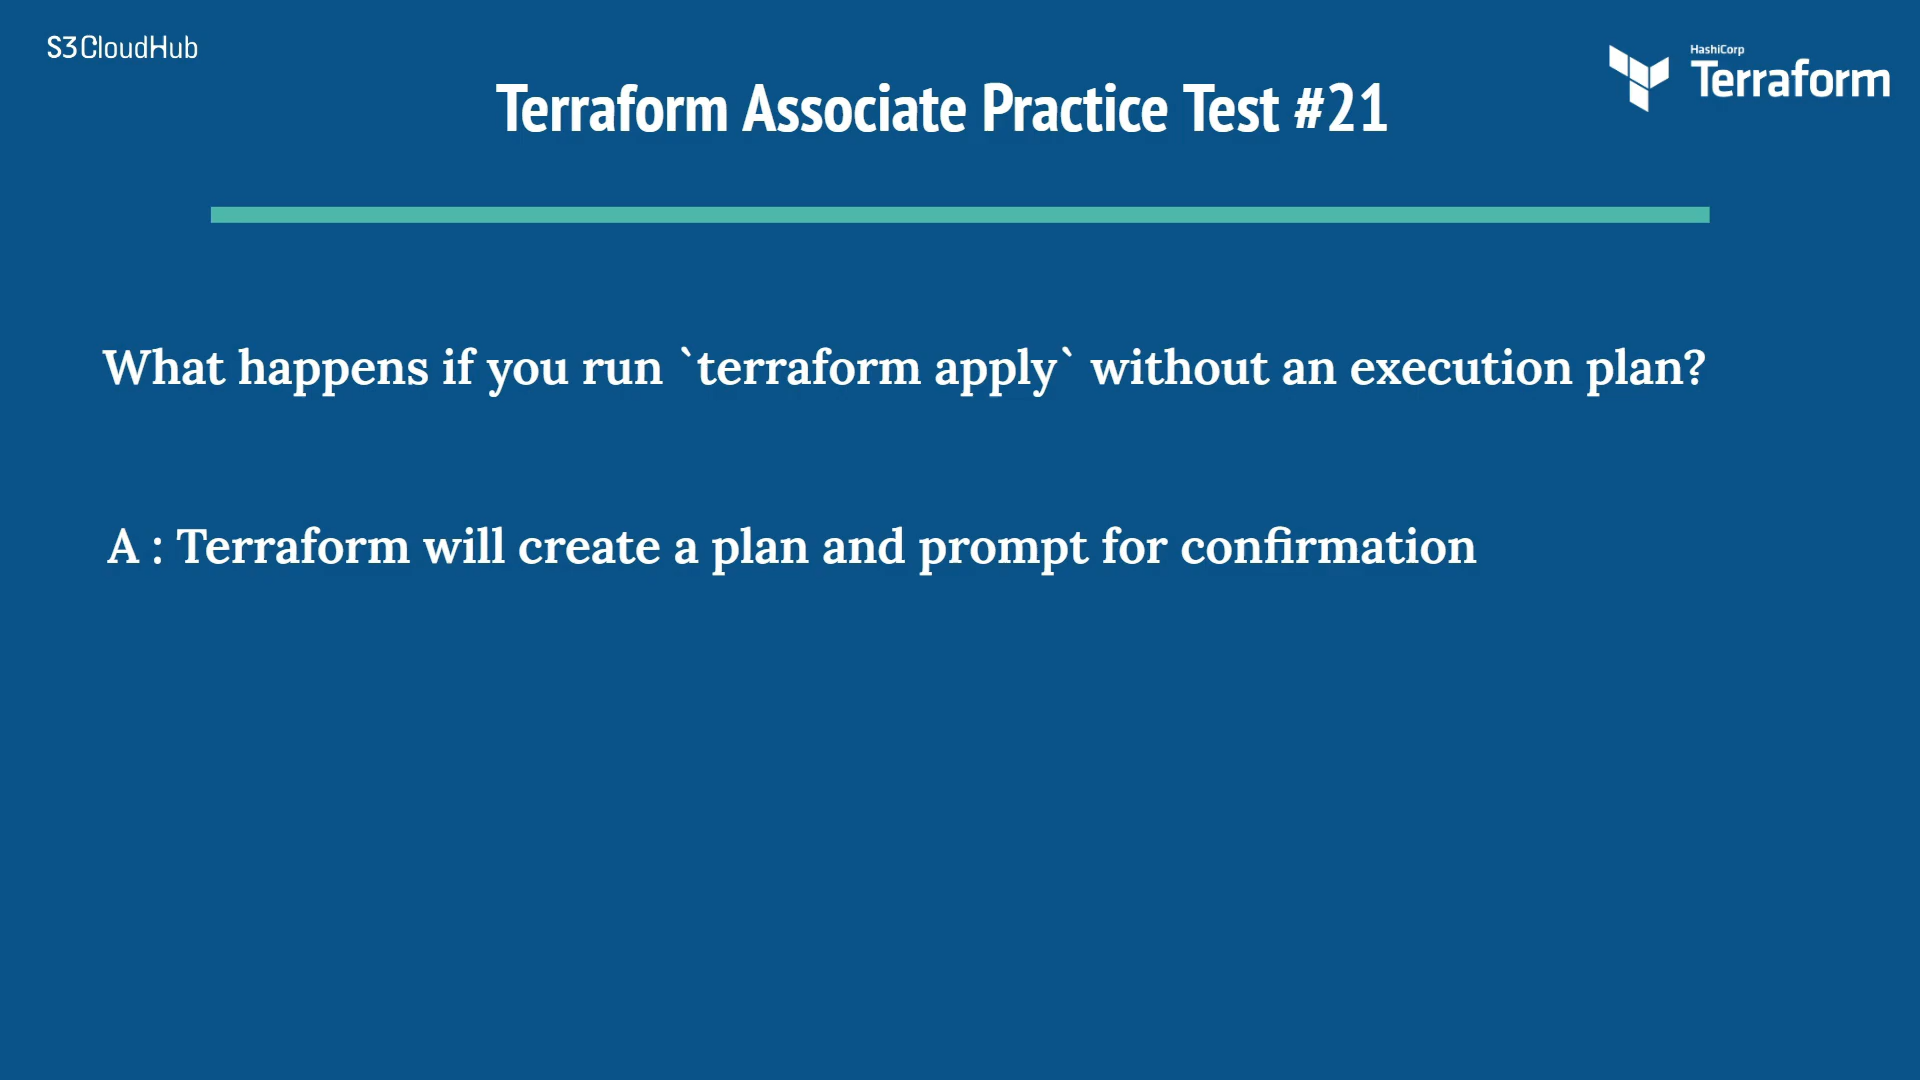 S3CloudHub
HashiCorp
Terraform
Terraform Associate Practice Test #21
What happens if you run `terraform apply` without an execution plan?
A : Terraform will create a plan and prompt for confirmation